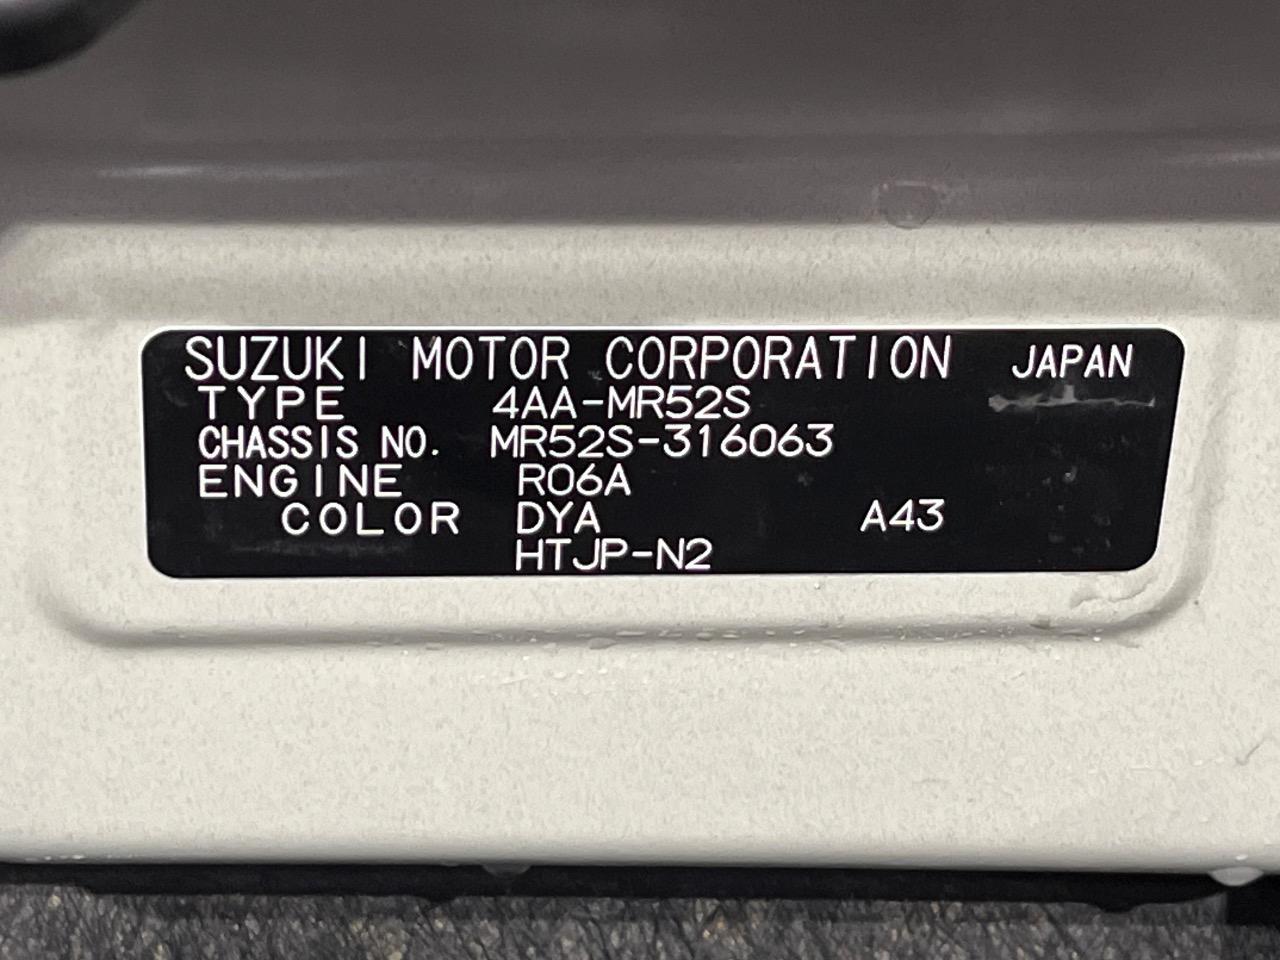 SUZUKI MOTOR CORPORATION JAPAN
TYPE 4AA-MR52S
CHASSIS NO. MR52S-316063
ENGINE R06A
COLOR DYA A43
HTJP-N2